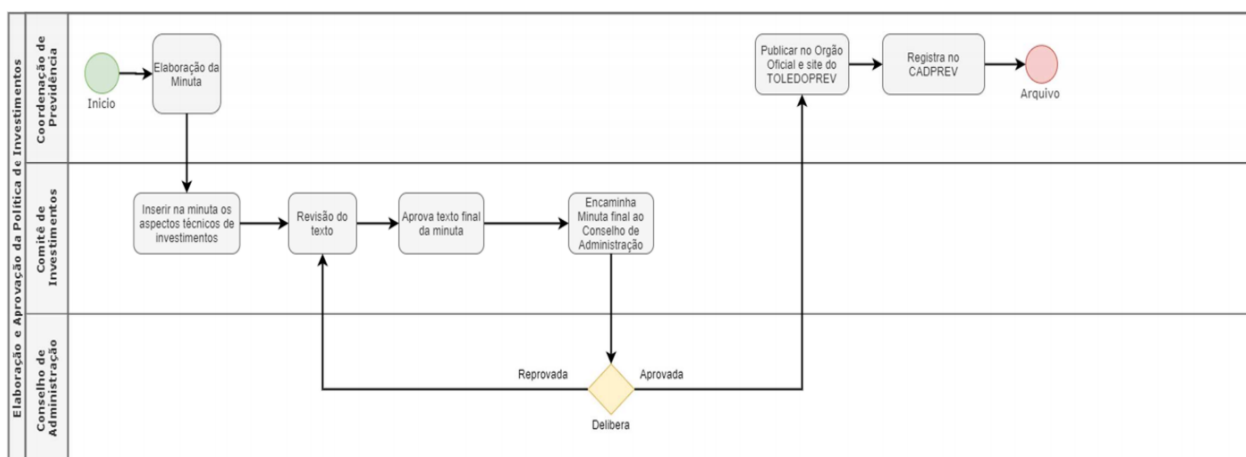 Elaboração e Aprovação da Política de Investimentos
Coordenação de
Previdência
Inicio
Elaboração da
Minuta
Publicar no Orgão
Oficial e site do
TOLEDOPREV
Registra no
CADPREV
Arquivo
Comitê de
Investimentos
Inserir na minuta os
aspectos técnicos de
investimentos
Revisão do
texto
Aprova texto final
da minuta
Encaminha
Minuta final ao
Conselho de
Administração
Conselho de
Administração
Reprovada
Aprovada
Delibera